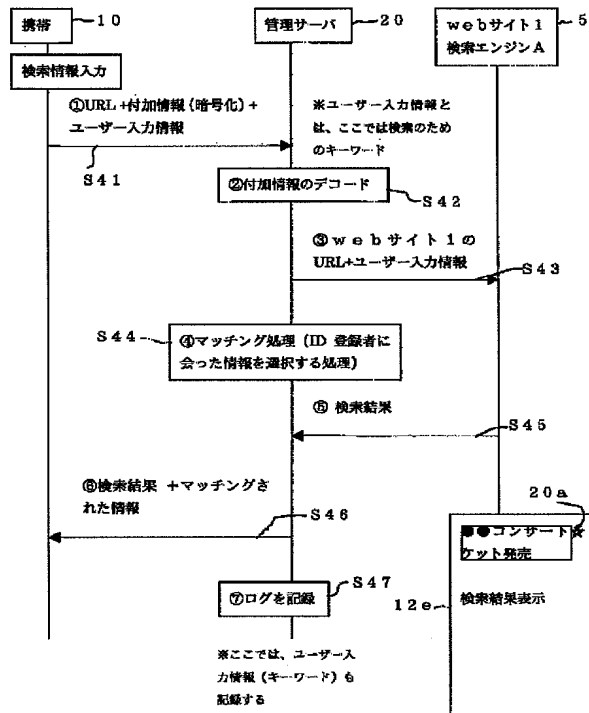 携帯
10
管理サーバ
20
webサイト1
検索エンジンA
5
検索情報入力
①URL+付加情報(暗号化)+
ユーザー入力情報
S41
※ユーザー入力情報と
は、ここでは検索のため
のキーワード
②付加情報のデコード
S42
③webサイト1の
URL+ユーザー入力情報
S43
S44
④マッチング処理(ID 登録者に
会った情報を選択する処理)
⑤ 検索結果
S45
⑥検索結果 +マッチングさ
れた情報
S46
20a
●●コンサート
ケット発売
⑦ログを記録
S47
12e
検索結果表示
※ここでは、ユーザー入
力情報(キーワード)も
記録する